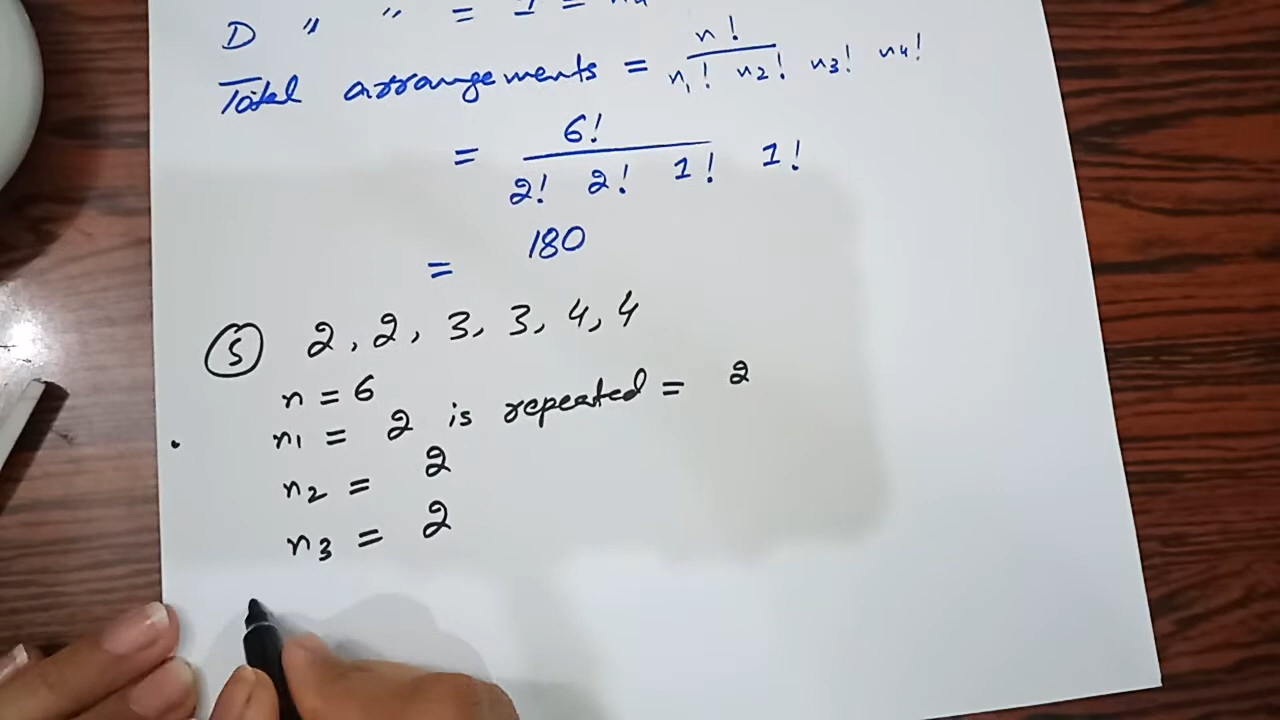 D " " = 1 =
Total arrangements = n! / n1! n2! n3! n4!
= 6! / 2! 2! 1! 1!
= 180
(5) 2, 2, 3, 3, 4, 4
n = 6
n1 = 2 is repeated = 2
n2 = 2
n3 = 2